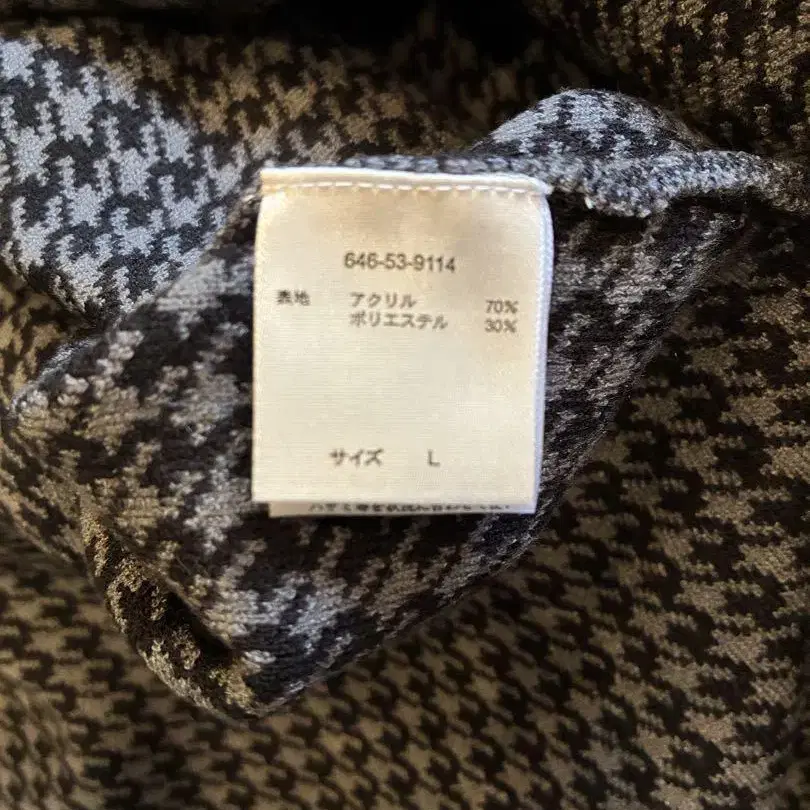 646-53-9114
表地 アクリル 70%
ポリエステル 30%
サイズ L